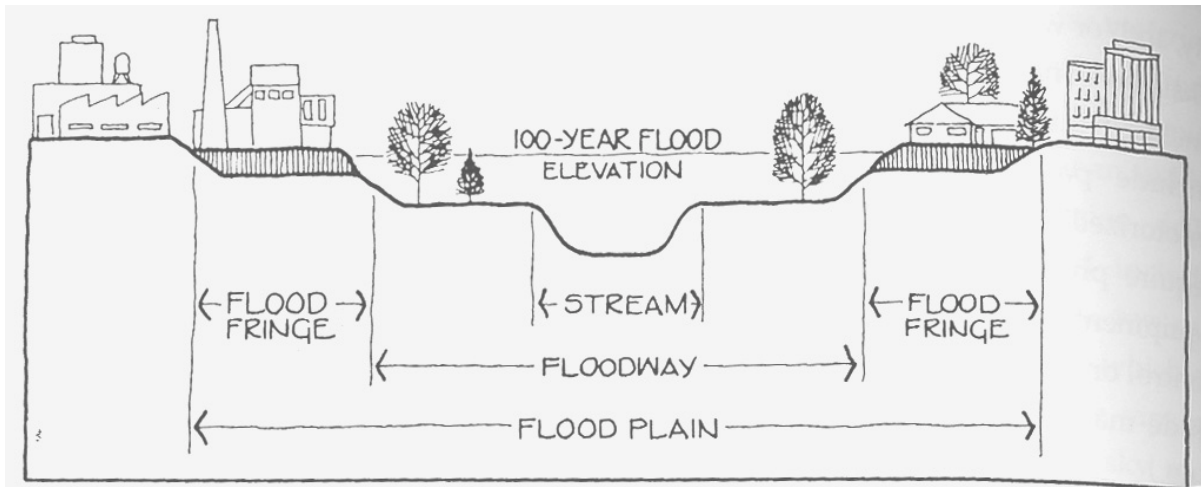 100-YEAR FLOOD
ELEVATION
FLOOD
FRINGE
STREAM
FLOOD
FRINGE
FLOODWAY
FLOOD PLAIN